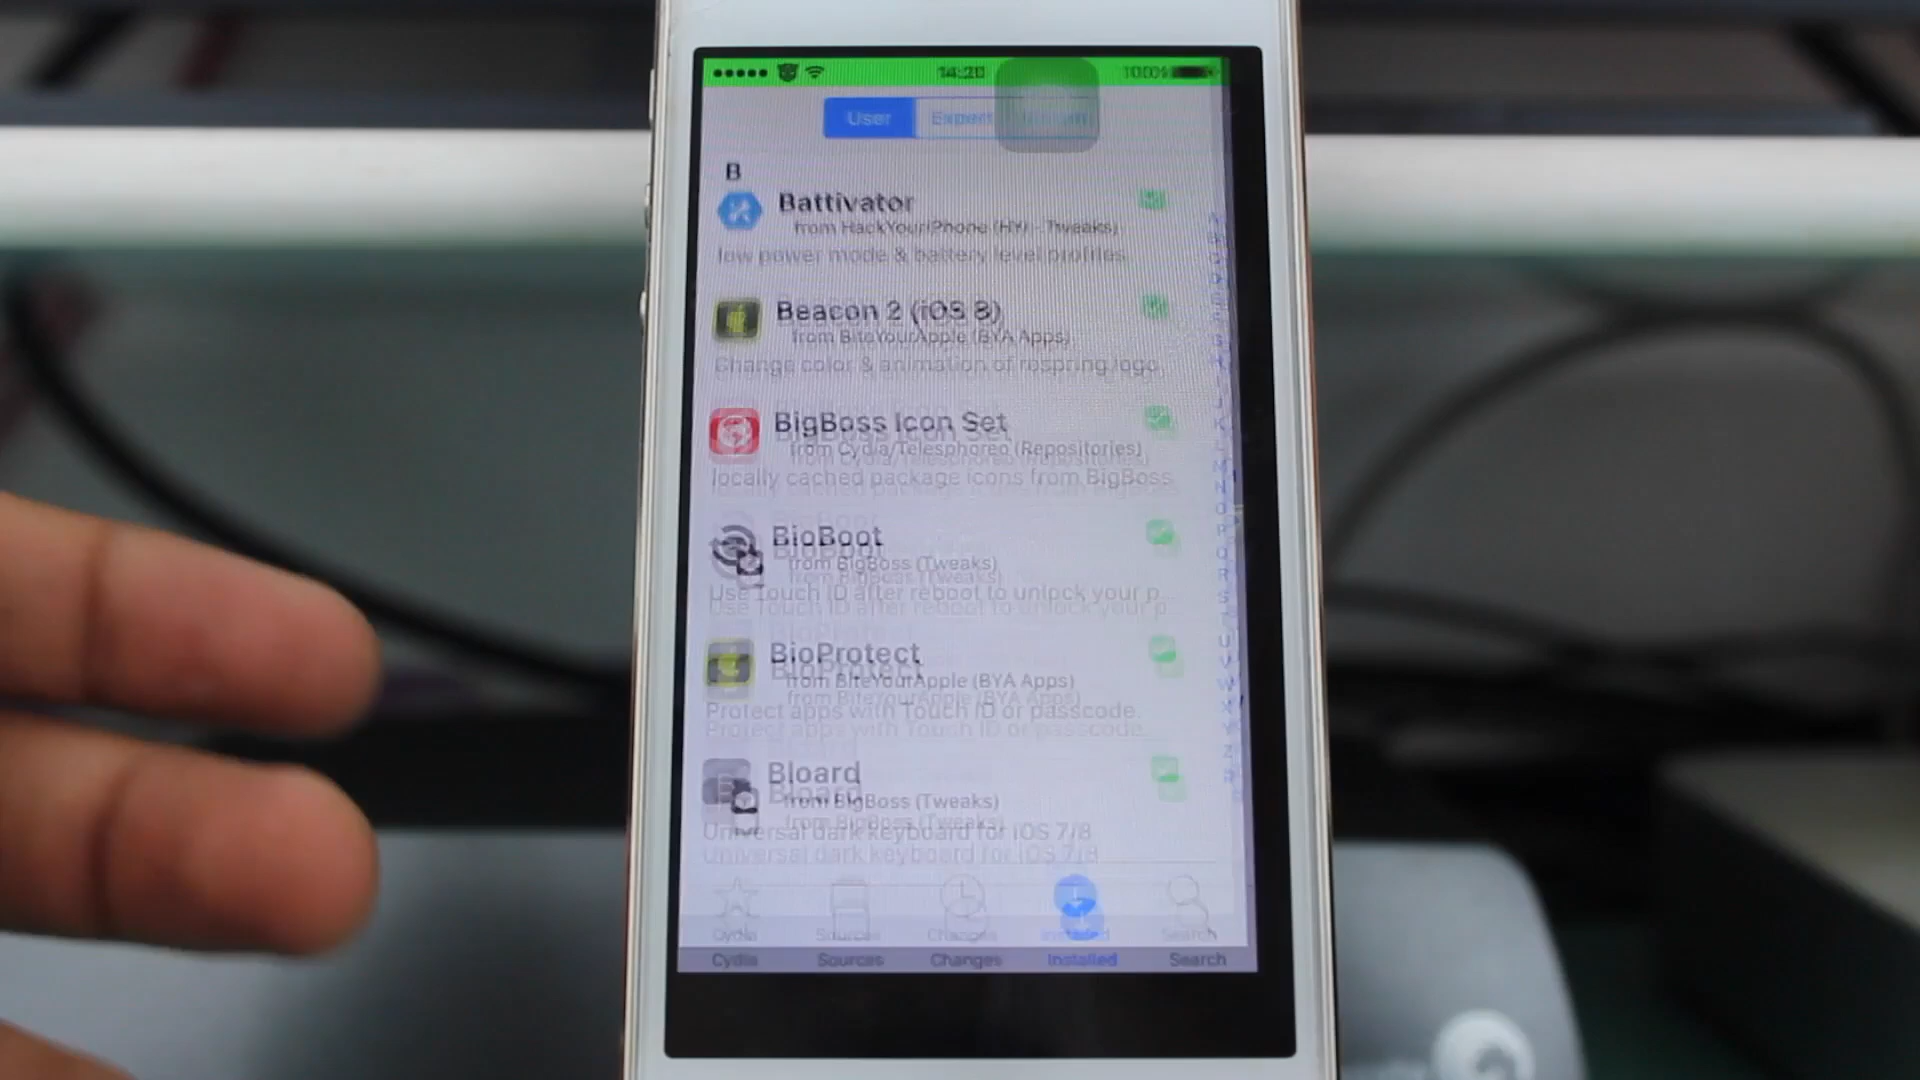 14:20 100%
User Expert
B
Battivator
from HackYouriPhone (HYI - Tweaks)
low power mode & battery level profiles
Beacon 2 (iOS 8)
from BiteYourApple (BYA Apps)
Change color & animation of respring logo
BigBoss Icon Set
from Cydia/Telesphoreo (Repositories)
locally cached package icons from BigBoss
BioBoot
from BigBoss (Tweaks)
Use Touch ID after reboot to unlock your p...
BioProtect
from BiteYourApple (BYA Apps)
Protect apps with Touch ID or passcode.
Bloard
from BigBoss (Tweaks)
Universal dark keyboard for iOS 7/8
Cydia Sources Changes Installed Search